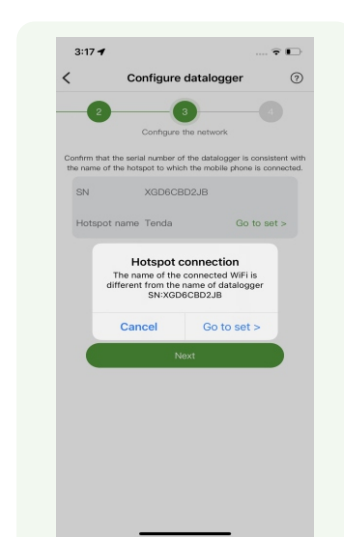 3:17
Configure datalogger
2
3
4
Configure the network
Confirm that the serial number of the datalogger is consistent with
the name of the hotspot to which the mobile phone is connected.
SN XGD6CBD2JB
Hotspot name Tenda Go to set >
Hotspot connection
The name of the connected WiFi is
different from the name of datalogger
SN:XGD6CBD2JB
Cancel Go to set >
Next